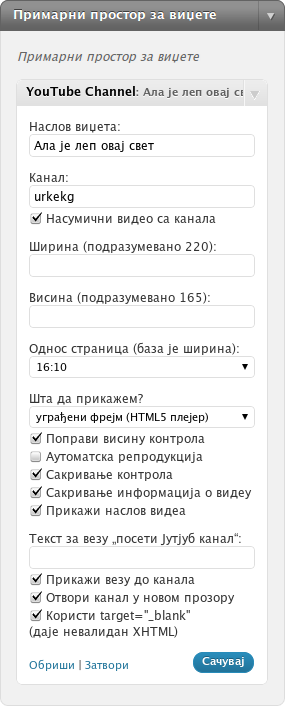 Примарни простор за виџете
Примарни простор за виџете
YouTube Channel: Ала је леп овај св
Наслов виџета:
Ала је леп овај свет
Канал:
urkekg
Насумични видео са канала
Ширина (подразумевано 220):
Висина (подразумевано 165):
Однос страница (база је ширина):
16:10
Шта да прикажем?
уграђени фрејм (HTML5 плејер)
Поправи висину контрола
Аутоматска репродукција
Сакривање контрола
Сакривање информација о видеу
Прикажи наслов видеа
Текст за везу „посети Јутјуб канал“:
Прикажи везу до канала
Отвори канал у новом прозору
Користи target="_blank"
(даје невалидан XHTML)
Обриши | Затвори
Сачувај